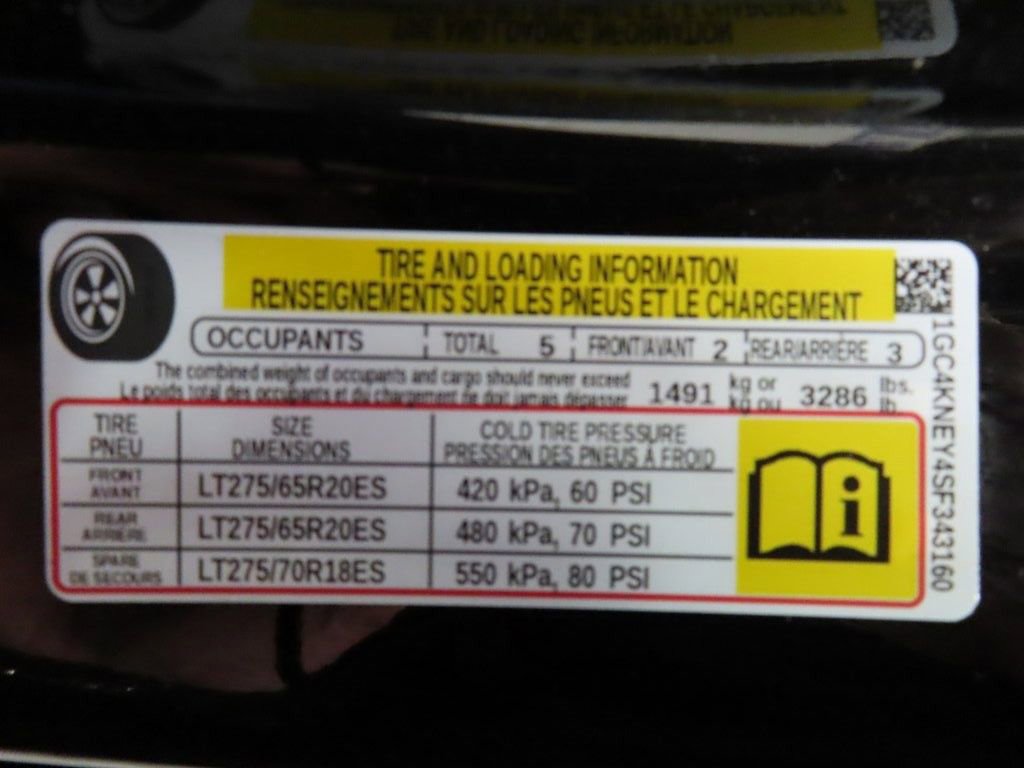 TIRE AND LOADING INFORMATION
RENSEIGNEMENTS SUR LES PNEUS ET LE CHARGEMENT
OCCUPANTS TOTAL 5 FRONT/AVANT 2 REAR/ARRIÈRE 3
The combined weight of occupants and cargo should never exceed
Le poids total des occupants et du chargement ne doit jamais dépasser
1491 kg or 3286 lbs.
kg ou lb.
TIRE SIZE COLD TIRE PRESSURE
PNEU DIMENSIONS PRESSION DES PNEUS À FROID
FRONT
AVANT LT275/65R20ES 420 kPa, 60 PSI
REAR
ARRIÈRE LT275/65R20ES 480 kPa, 70 PSI
SPARE
DE SECOURS LT275/70R18ES 550 kPa, 80 PSI
i
1GC4KNEY4SF343160
TIRE AND LOADING INFORMATION